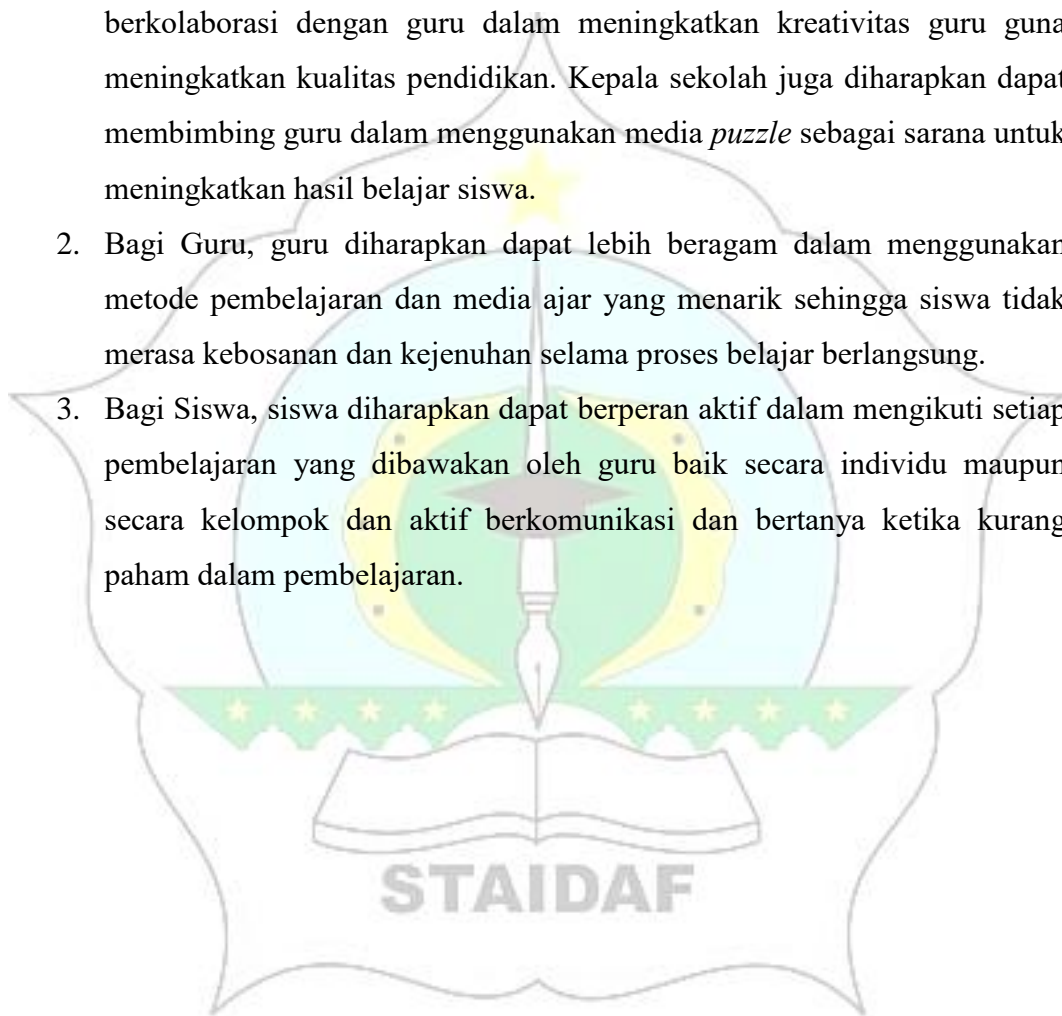 berkolaborasi dengan guru dalam meningkatkan kreativitas guru guna
meningkatkan kualitas pendidikan. Kepala sekolah juga diharapkan dapat
membimbing guru dalam menggunakan media puzzle sebagai sarana untuk
meningkatkan hasil belajar siswa.
2. Bagi Guru, guru diharapkan dapat lebih beragam dalam menggunakan
metode pembelajaran dan media ajar yang menarik sehingga siswa tidak
merasa kebosanan dan kejenuhan selama proses belajar berlangsung.
3. Bagi Siswa, siswa diharapkan dapat berperan aktif dalam mengikuti setiap
pembelajaran yang dibawakan oleh guru baik secara individu maupun
secara kelompok dan aktif berkomunikasi dan bertanya ketika kurang
paham dalam pembelajaran.
STAIDAF